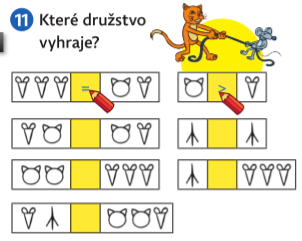 11 Které družstvo
vyhraje?
=
>